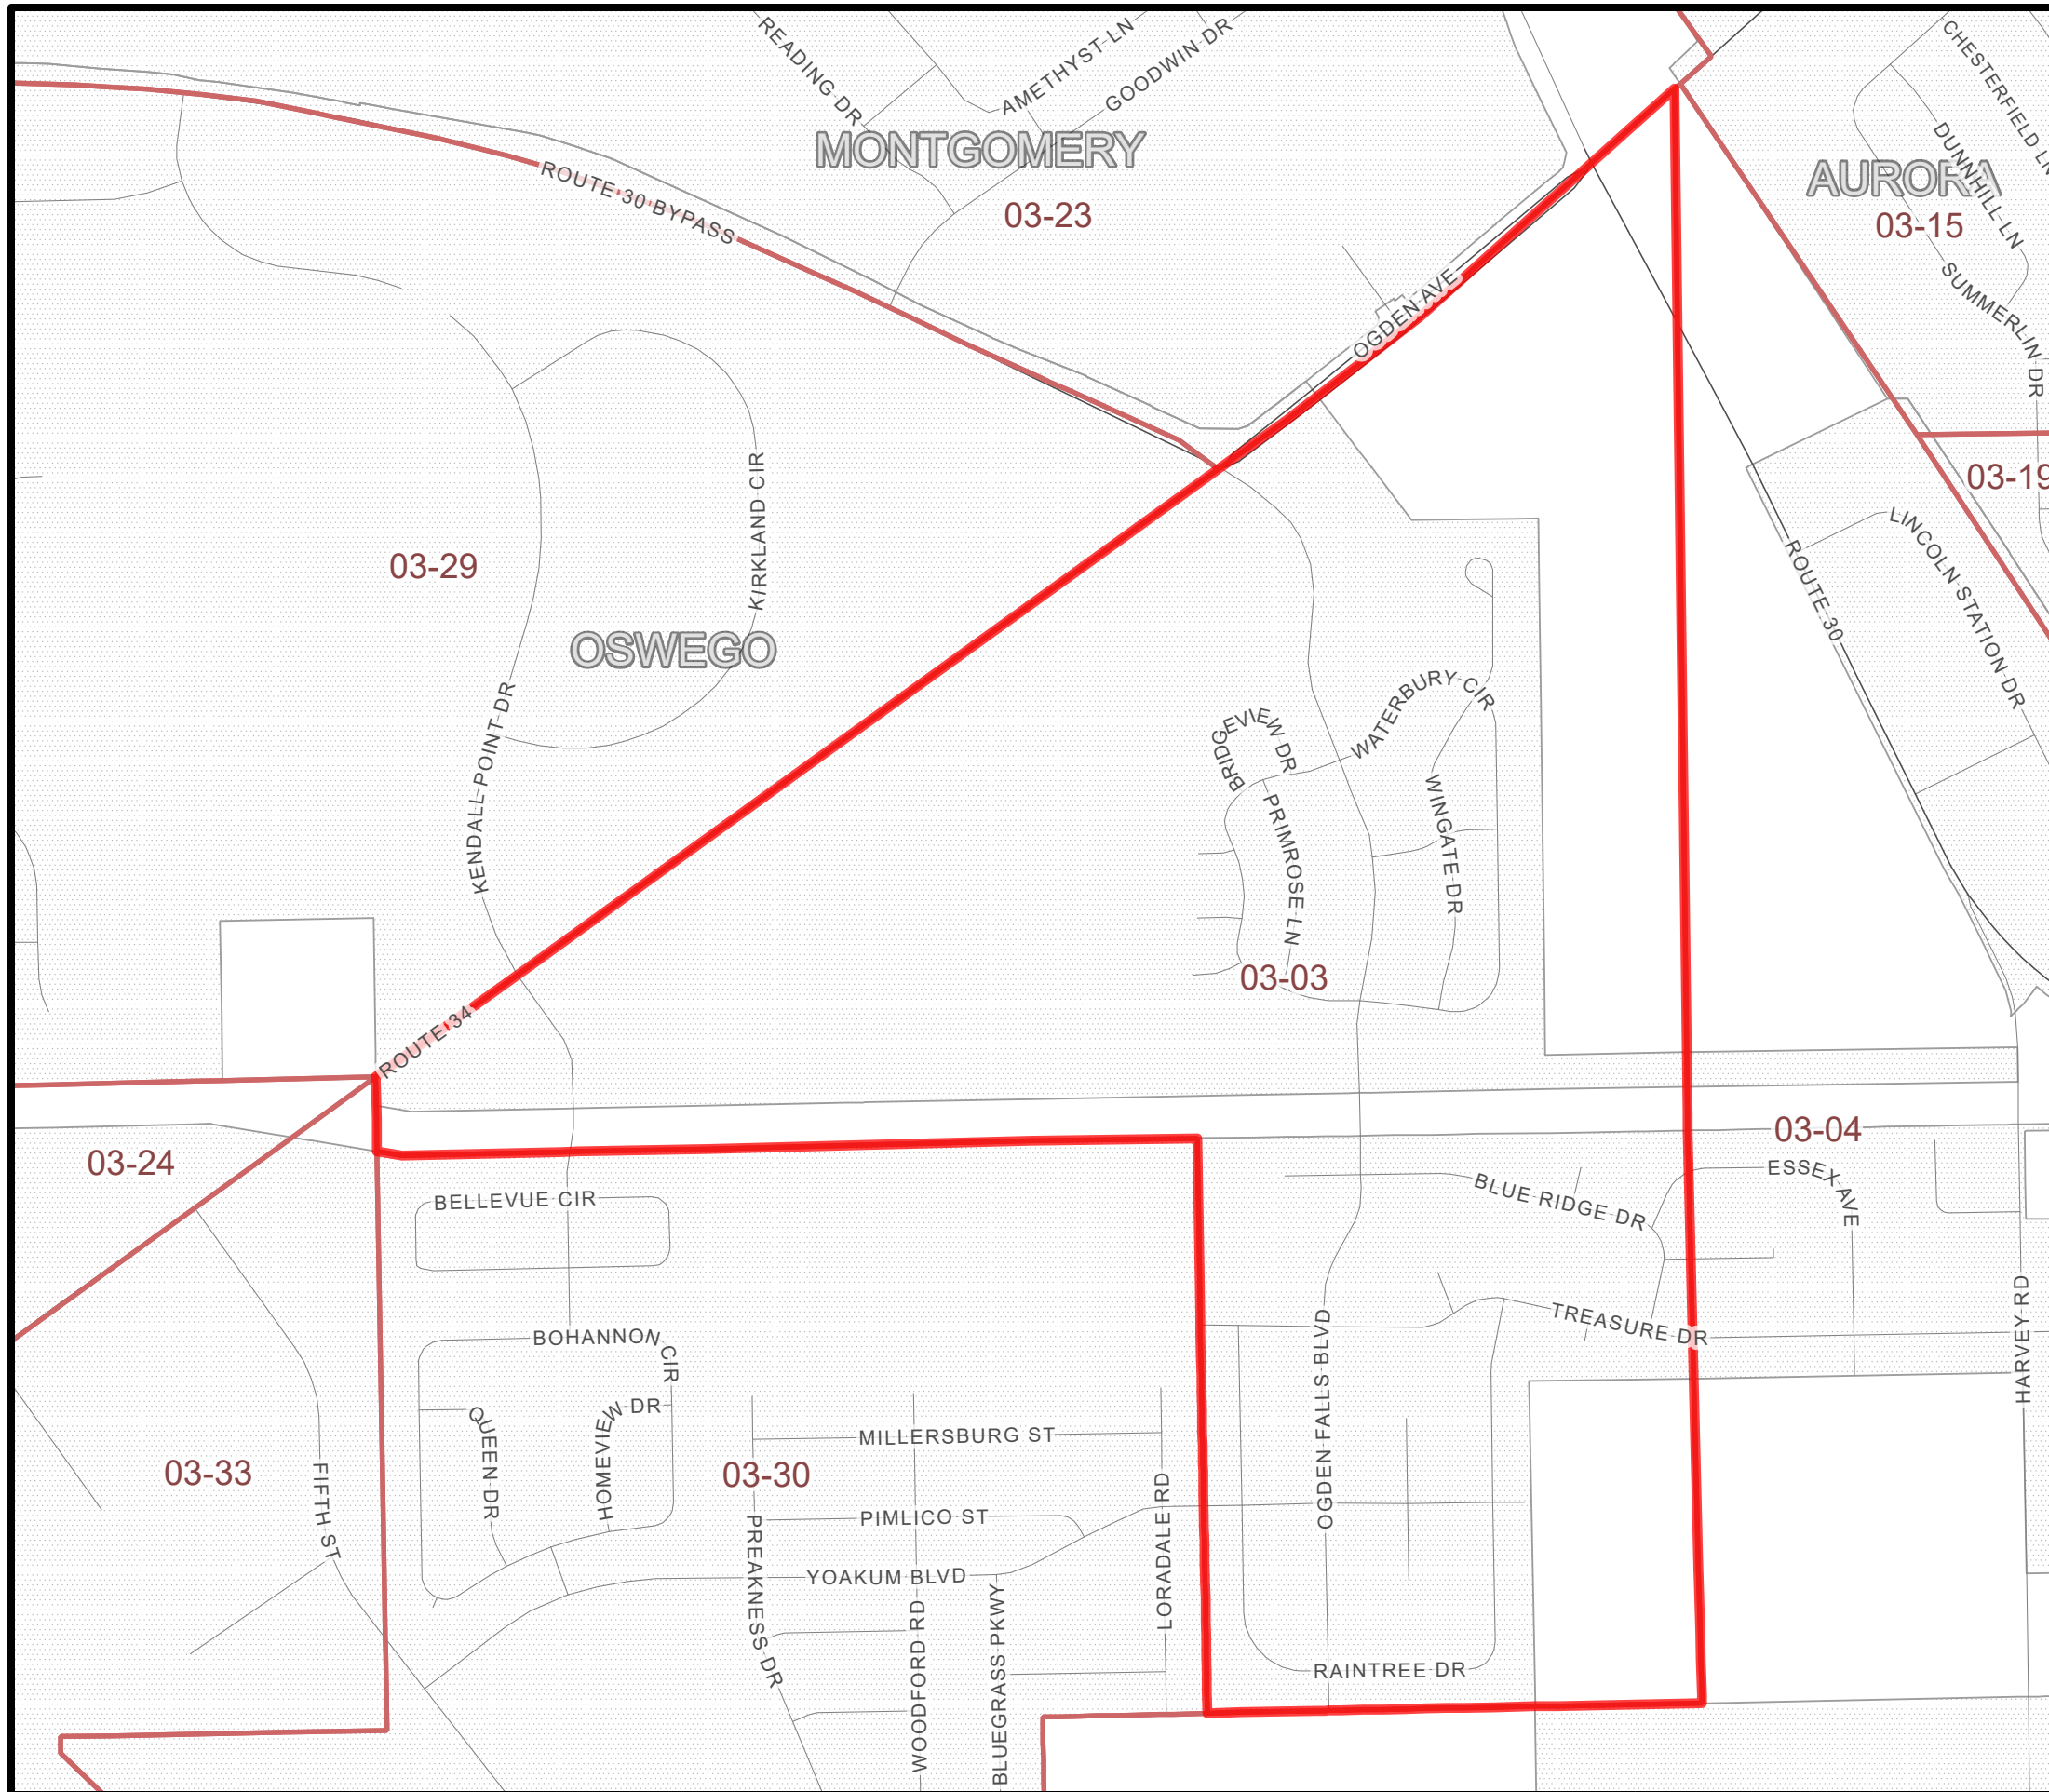 READING DR
AMETHYST LN
GOODWIN DR
CHESTERFIELD LN
DUNNHILL LN
MONTGOMERY
AURORA
03-23
03-15
ROUTE 30 BYPASS
SUMMERLIN DR
OGDEN AVE
KIRKLAND CIR
03-19
LINCOLN STATION DR
ROUTE 30
03-29
OSWEGO
KENDALL POINT DR
WATERBURY CIR
BRIDGEVIEW DR
PRIMROSE LN
WINGATE DR
03-03
ROUTE 34
03-04
03-24
ESSEX AVE
BLUE RIDGE DR
BELLEVUE CIR
HARVEY RD
TREASURE DR
BOHANNON CIR
OGDEN FALLS BLVD
QUEEN DR
HOMEVIEW DR
MILLERSBURG ST
03-33
03-30
FIFTH ST
LORADALE RD
PIMLICO ST
PREAKNESS DR
YOAKUM BLVD
WOODFORD RD
BLUEGRASS PKWY
RAINTREE DR